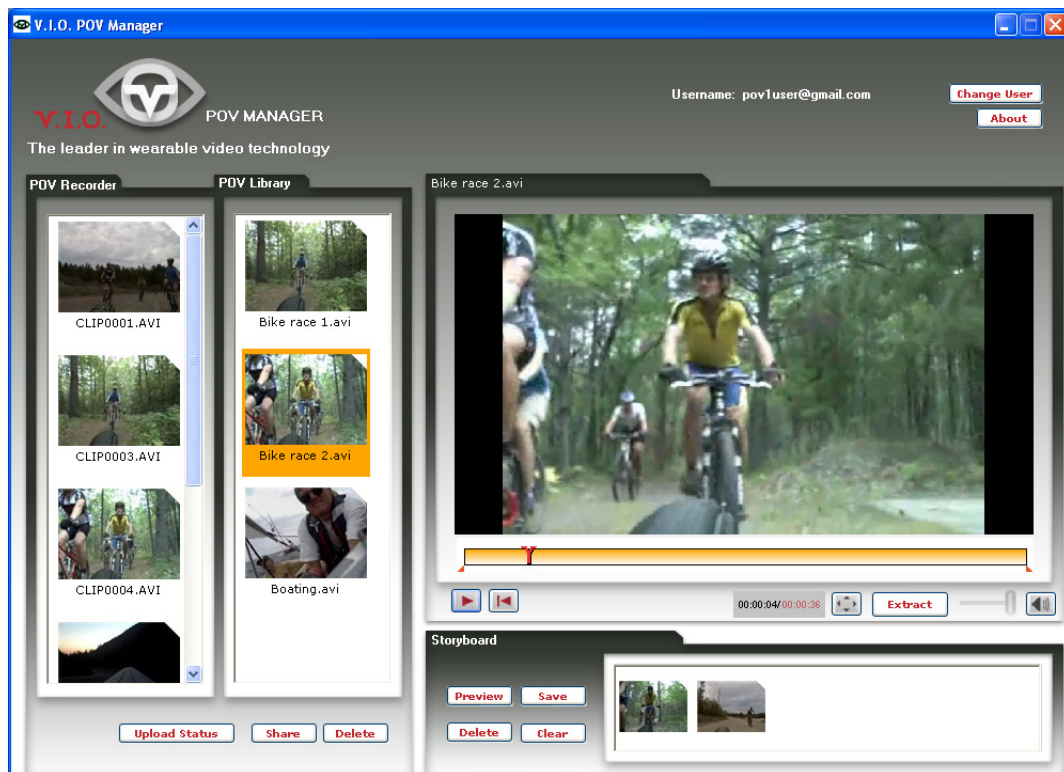 V.I.O. POV Manager
V.I.O.
POV MANAGER
The leader in wearable video technology
Username: pov1user@gmail.com
Change User
About
POV Recorder
CLIP0001.AVI
CLIP0003.AVI
CLIP0004.AVI
POV Library
Bike race 1.avi
Bike race 2.avi
Boating.avi
Upload Status
Share
Delete
Bike race 2.avi
00:00:04/00:00:36
Extract
Storyboard
Preview
Save
Delete
Clear